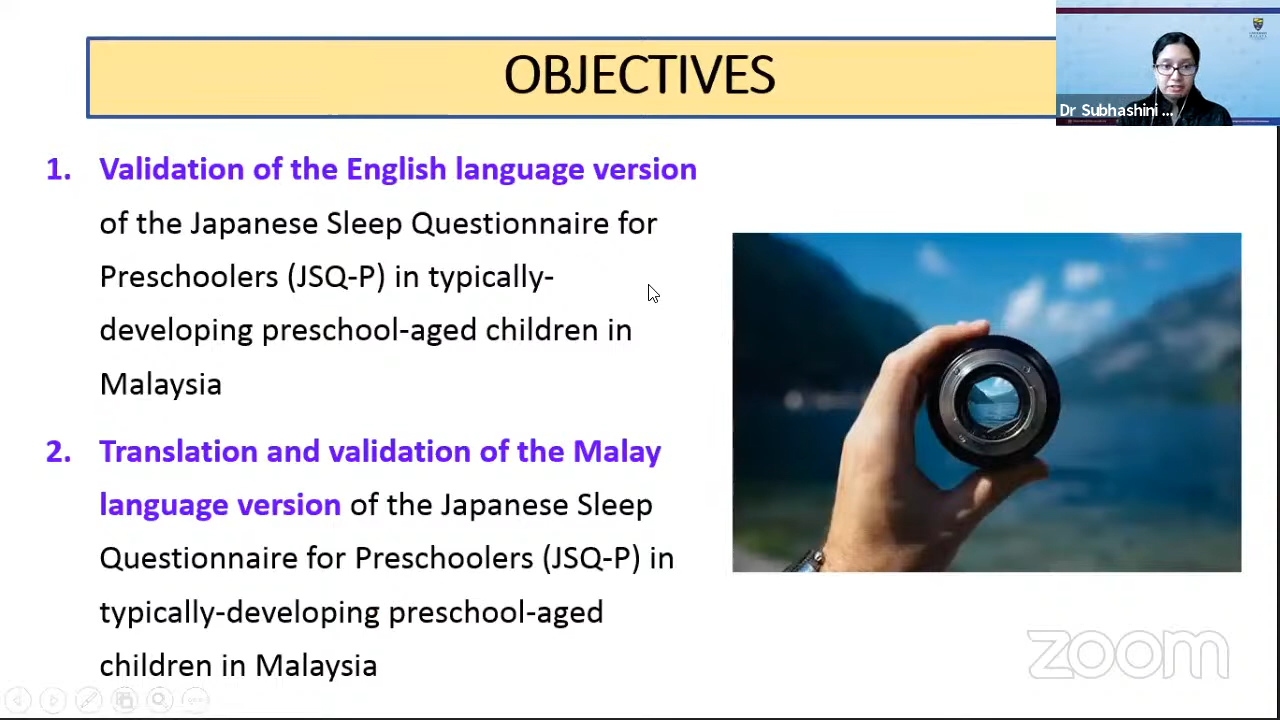 OBJECTIVES
Dr Subhashini ...
1. Validation of the English language version
of the Japanese Sleep Questionnaire for
Preschoolers (JSQ-P) in typically-
developing preschool-aged children in
Malaysia
2. Translation and validation of the Malay
language version of the Japanese Sleep
Questionnaire for Preschoolers (JSQ-P) in
typically-developing preschool-aged
children in Malaysia
zoom